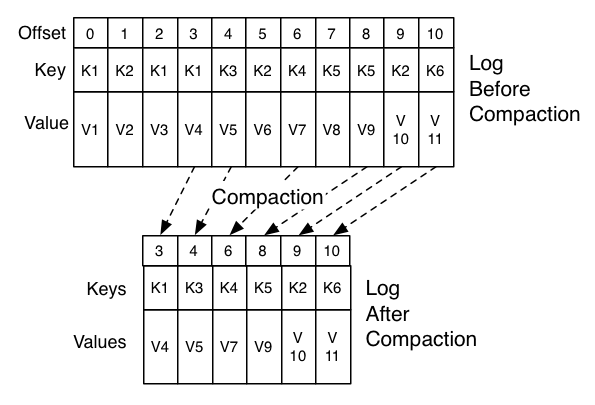 Offset 0 1 2 3 4 5 6 7 8 9 10
Key K1 K2 K1 K1 K3 K2 K4 K5 K5 K2 K6
Value V1 V2 V3 V4 V5 V6 V7 V8 V9 V 10 V 11
Log
Before
Compaction
Compaction
3 4 6 8 9 10
Keys K1 K3 K4 K5 K2 K6
Values V4 V5 V7 V9 V 10 V 11
Log
After
Compaction